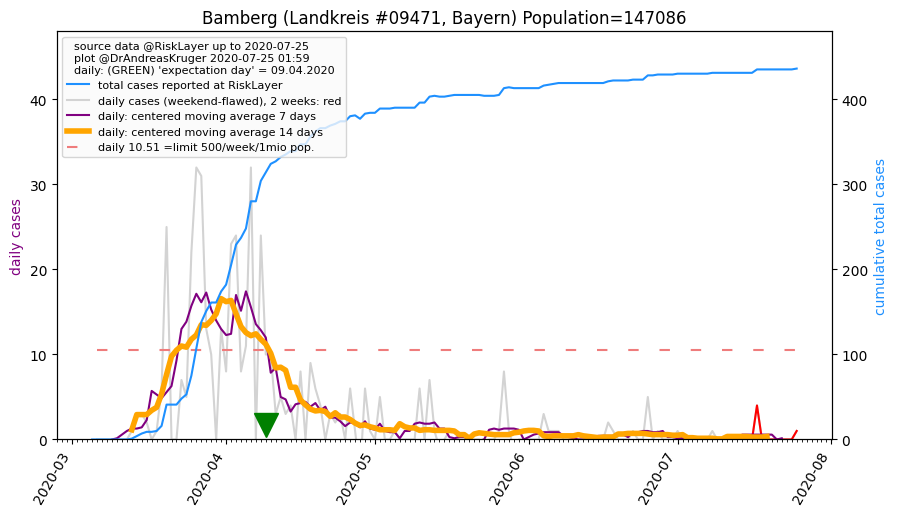 Bamberg (Landkreis #09471, Bayern) Population=147086
source data @RiskLayer up to 2020-07-25
plot @DrAndreasKruger 2020-07-25 01:59
daily: (GREEN) 'expectation day' = 09.04.2020
total cases reported at RiskLayer
daily cases (weekend-flawed), 2 weeks: red
daily: centered moving average 7 days
daily: centered moving average 14 days
daily 10.51 =limit 500/week/1mio pop.
daily cases
40
30
20
10
0
400
300
200
100
0
cumulative total cases
2020-03
2020-04
2020-05
2020-06
2020-07
2020-08